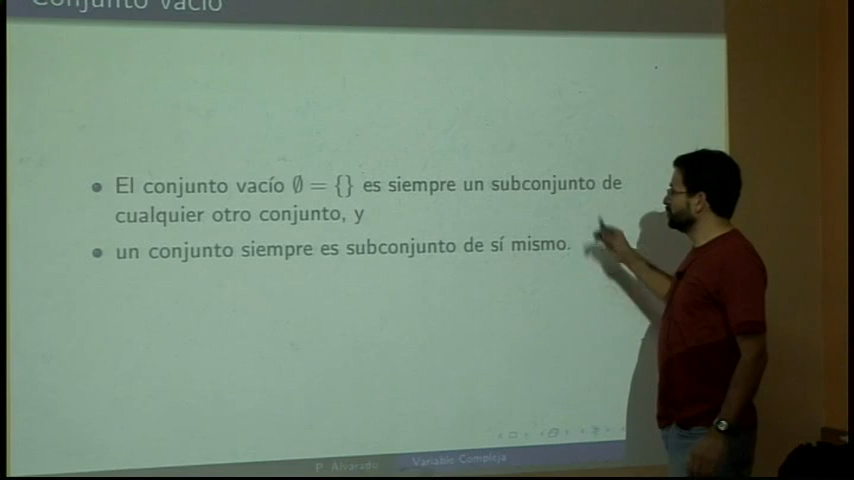 Conjunto vacío
El conjunto vacío ∅ = {} es siempre un subconjunto de
cualquier otro conjunto, y
un conjunto siempre es subconjunto de sí mismo.
P. Alvarado Variable Compleja